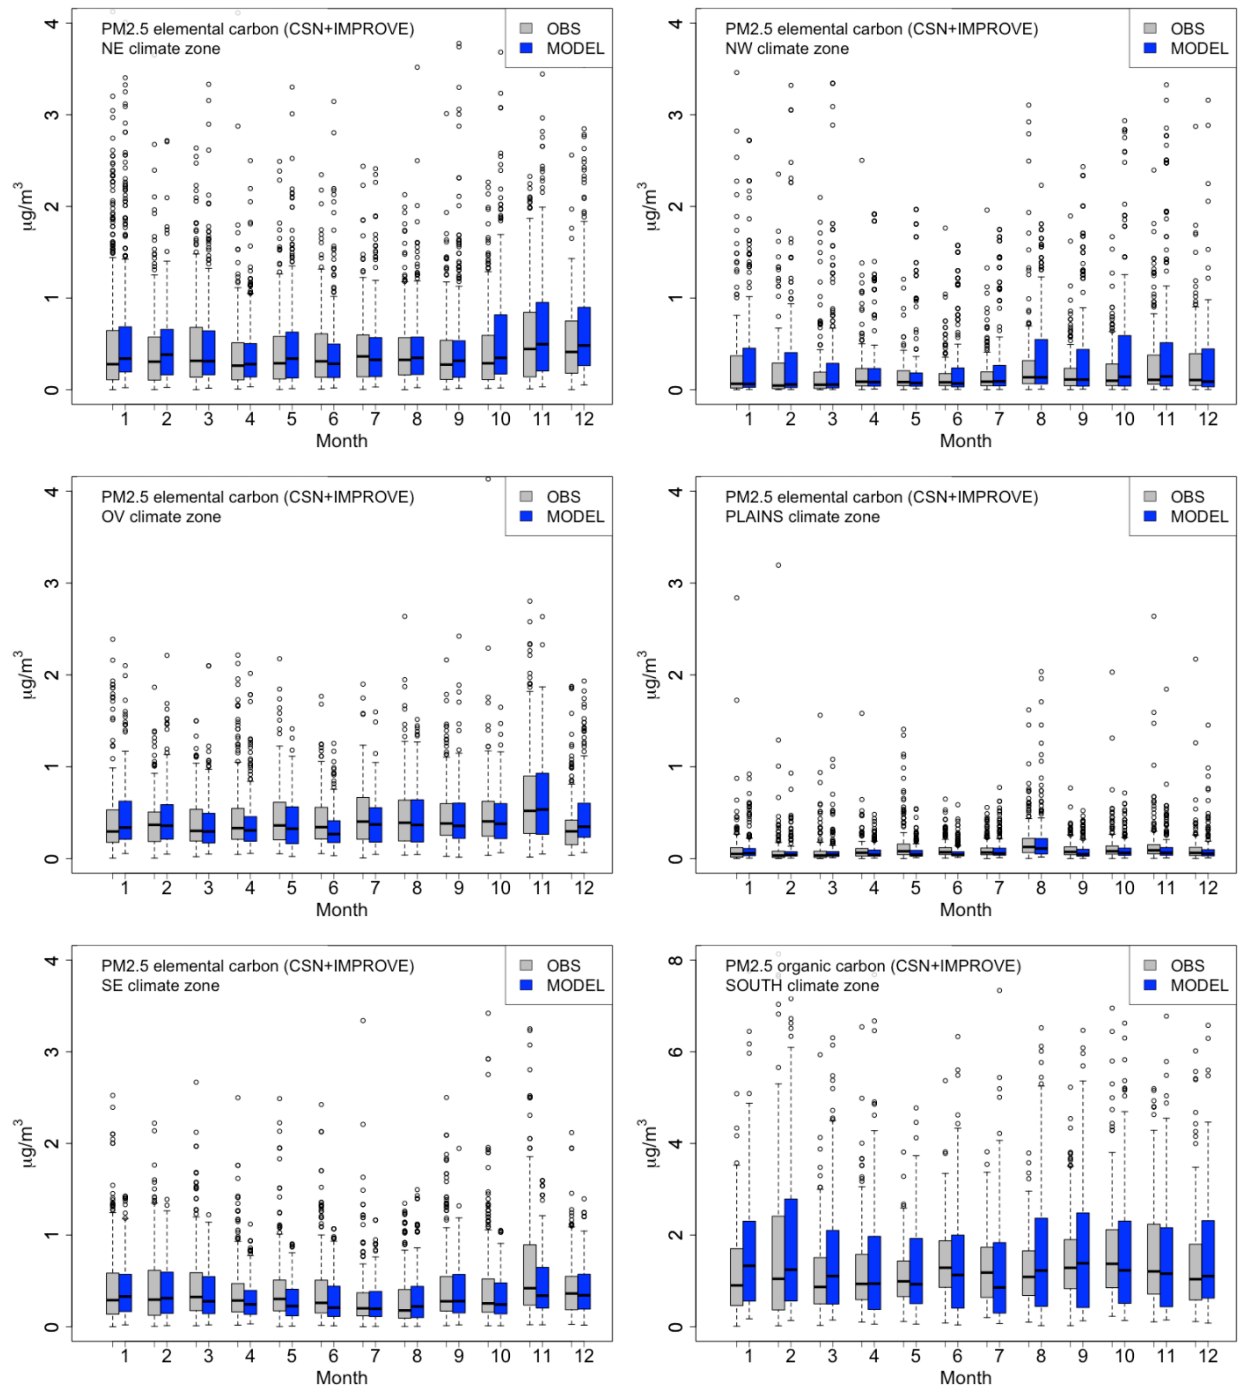 PM2.5 elemental carbon (CSN+IMPROVE)
NE climate zone
OBS
MODEL
µg/m³
4
3
2
1
0
1 2 3 4 5 6 7 8 9 10 11 12
Month
PM2.5 elemental carbon (CSN+IMPROVE)
NW climate zone
OBS
MODEL
µg/m³
4
3
2
1
0
1 2 3 4 5 6 7 8 9 10 11 12
Month
PM2.5 elemental carbon (CSN+IMPROVE)
OV climate zone
OBS
MODEL
µg/m³
4
3
2
1
0
1 2 3 4 5 6 7 8 9 10 11 12
Month
PM2.5 elemental carbon (CSN+IMPROVE)
PLAINS climate zone
OBS
MODEL
µg/m³
4
3
2
1
0
1 2 3 4 5 6 7 8 9 10 11 12
Month
PM2.5 elemental carbon (CSN+IMPROVE)
SE climate zone
OBS
MODEL
µg/m³
4
3
2
1
0
1 2 3 4 5 6 7 8 9 10 11 12
Month
PM2.5 organic carbon (CSN+IMPROVE)
SOUTH climate zone
OBS
MODEL
µg/m³
8
6
4
2
0
1 2 3 4 5 6 7 8 9 10 11 12
Month